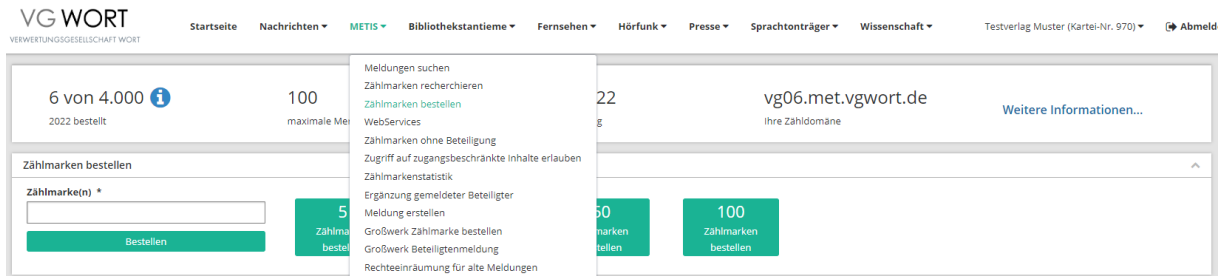 VG WORT
VERWERTUNGSGESELLSCHAFT WORT
Startseite Nachrichten METIS Bibliothekstantieme Fernsehen Hörfunk Presse Sprachtonträger Wissenschaft Testverlag Muster (Kartei-Nr. 970) Abmeld
Meldungen suchen
Zählmarken recherchieren
Zählmarken bestellen
WebServices
Zählmarken ohne Beteiligung
Zugriff auf zugangsbeschränkte Inhalte erlauben
Zählmarkenstatistik
Ergänzung gemeldeter Beteiligter
Meldung erstellen
Großwerk Zählmarke bestellen
Großwerk Beteiligtenmeldung
Rechteeinräumung für alte Meldungen
6 von 4.000
2022 bestellt
100
maximale Me
22
g
vg06.met.vgwort.de
Ihre Zähldomäne
Weitere Informationen...
Zählmarken bestellen
Zählmarke(n) *
Bestellen
5
Zählma
bestel
50
marken
tellen
100
Zählmarken
bestellen